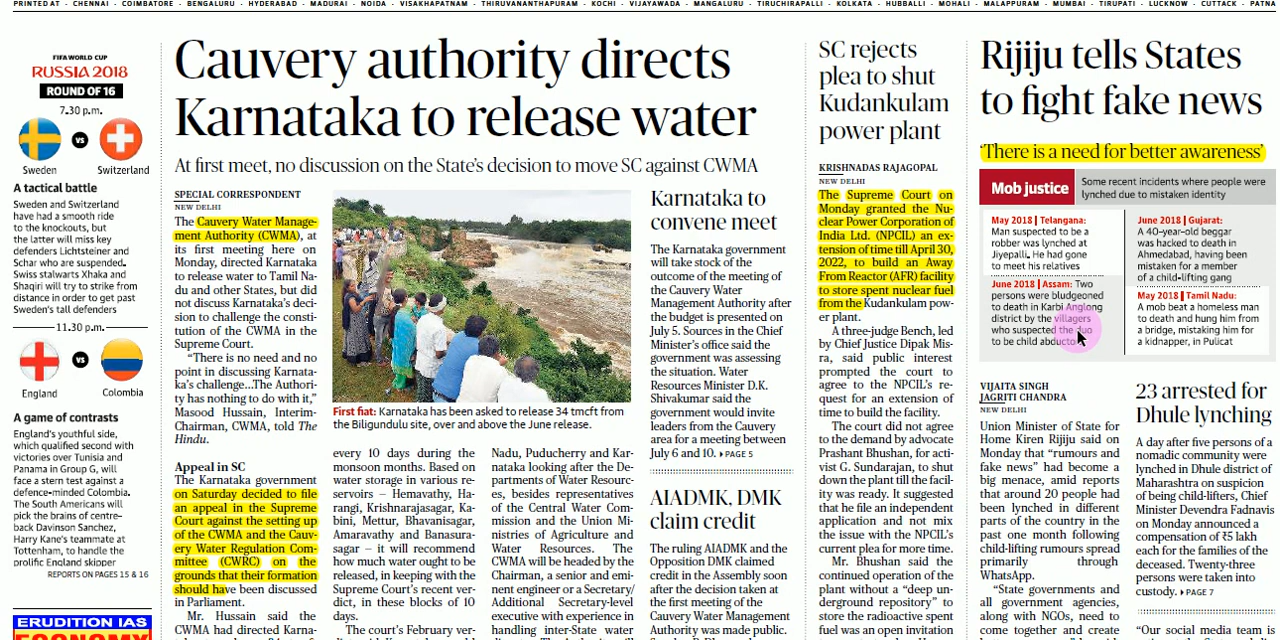 PRINTED AT - CHENNAI - COIMBATORE - BENGALURU - HYDERABAD - MADURAI - NOIDA - VISAKHAPATNAM - THIRUVANANTHAPURAM - KOCHI - VIJAYAWADA - MANGALURU - TIRUCHIRAPALLI - KOLKATA - HUBBALLI - MOHALI - MALAPPURAM - MUMBAI - TIRUPATI - LUCKNOW - CUTTACK - PATNA
FIFA WORLD CUP
RUSSIA 2018
ROUND OF 16
7.30 p.m.
vs
Sweden Switzerland
A tactical battle
Sweden and Switzerland
have had a smooth ride
to the knockouts, but
the latter will miss key
defenders Lichtsteiner and
Schar who are suspended.
Swiss stalwarts Xhaka and
Shaqiri will try to strike from
distance in order to get past
Sweden's tall defenders
11.30 p.m.
vs
England Colombia
A game of contrasts
England's youthful side,
which qualified second with
victories over Tunisia and
Panama in Group G, will
face a stern test against a
defence-minded Colombia.
The South Americans will
pick the brains of centre-
back Davinson Sanchez,
Harry Kane's teammate at
Tottenham, to handle the
prolific England skipper
REPORTS ON PAGES 15 & 16
ERUDITION IAS
ECONOMY
Cauvery authority directs
Karnataka to release water
At first meet, no discussion on the State's decision to move SC against CWMA
SPECIAL CORRESPONDENT
NEW DELHI
The Cauvery Water Manage-
ment Authority (CWMA), at
its first meeting here on
Monday, directed Karnataka
to release water to Tamil Na-
du and other States, but did
not discuss Karnataka's deci-
sion to challenge the consti-
tution of the CWMA in the
Supreme Court.
"There is no need and no
point in discussing Karnata-
ka's challenge...The Authori-
ty has nothing to do with it,"
Masood Hussain, Interim-
Chairman, CWMA, told The
Hindu.
Appeal in SC
The Karnataka government
on Saturday decided to file
an appeal in the Supreme
Court against the setting up
of the CWMA and the Cauv-
ery Water Regulation Com-
mittee (CWRC) on the
grounds that their formation
should have been discussed
in Parliament.
Mr. Hussain said the
CWMA had directed Karna-
First fiat: Karnataka has been asked to release 34 tmcft from
the Biligundulu site, over and above the June release.
every 10 days during the
monsoon months. Based on
water storage in various re-
servoirs – Hemavathy, Ha-
rangi, Krishnarajasagar, Ka-
bini, Mettur, Bhavanisagar,
Amaravathy and Banasura-
sagar – it will recommend
how much water ought to be
released, in keeping with the
Supreme Court's recent ver-
dict, in these blocks of 10
days.
The court's February ver-
Nadu, Puducherry and Kar-
nataka looking after the De-
partments of Water Resourc-
es, besides representatives
of the Central Water Com-
mission and the Union Mi-
nistries of Agriculture and
Water Resources. The
CWMA will be headed by the
Chairman, a senior and emi-
nent engineer or a Secretary/
Additional Secretary-level
executive with experience in
handling inter-State water
Karnataka to
convene meet
The Karnataka government
will take stock of the
outcome of the meeting of
the Cauvery Water
Management Authority after
the budget is presented on
July 5. Sources in the Chief
Minister's office said the
government was assessing
the situation. Water
Resources Minister D.K.
Shivakumar said the
government would invite
leaders from the Cauvery
area for a meeting between
July 6 and 10. ▸ PAGE 5
AIADMK, DMK
claim credit
The ruling AIADMK and the
Opposition DMK claimed
credit in the Assembly soon
after the decision taken at
the first meeting of the
Cauvery Water Management
Authority was made public.
SC rejects
plea to shut
Kudankulam
power plant
KRISHNADAS RAJAGOPAL
NEW DELHI
The Supreme Court on
Monday granted the Nu-
clear Power Corporation of
India Ltd. (NPCIL) an ex-
tension of time till April 30,
2022, to build an Away
From Reactor (AFR) facility
to store spent nuclear fuel
from the Kudankulam pow-
er plant.
A three-judge Bench, led
by Chief Justice Dipak Mis-
ra, said public interest
prompted the court to
agree to the NPCIL's re-
quest for an extension of
time to build the facility.
The court did not agree
to the demand by advocate
Prashant Bhushan, for ac-
tivist G. Sundarajan, to shut
down the plant till the facil-
ity was ready. It suggested
that he file an independent
application and not mix
the issue with the NPCIL's
current plea for more time.
Mr. Bhushan said the
continued operation of the
plant without a "deep un-
derground repository" to
store the radioactive spent
fuel was an open invitation
Rijiju tells States
to fight fake news
'There is a need for better awareness'
Mob justice
Some recent incidents where people were
lynched due to mistaken identity
May 2018 | Telangana:
Man suspected to be a
robber was lynched at
Jiyepalli. He had gone
to meet his relatives
June 2018 | Assam: Two
persons were bludgeoned
to death in Karbi Anglong
district by the villagers
who suspected the duo
to be child abductors
June 2018 | Gujarat:
A 40-year-old beggar
was hacked to death in
Ahmedabad, having been
mistaken for a member
of a child-lifting gang
May 2018 | Tamil Nadu:
A mob beat a homeless man
to death and hung him from
a bridge, mistaking him for
a kidnapper, in Pulicat
VIJAITA SINGH
JAGRITI CHANDRA
NEW DELHI
Union Minister of State for
Home Kiren Rijiju said on
Monday that "rumours and
fake news" had become a
big menace, amid reports
that around 20 people had
been lynched in different
parts of the country in the
past one month following
child-lifting rumours spread
primarily through
WhatsApp.
"State governments and
all government agencies,
along with NGOs, need to
come together and create
23 arrested for
Dhule lynching
A day after five persons of a
nomadic community were
lynched in Dhule district of
Maharashtra on suspicion
of being child-lifters, Chief
Minister Devendra Fadnavis
on Monday announced a
compensation of ₹5 lakh
each for the families of the
deceased. Twenty-three
persons were taken into
custody. ▸ PAGE 7
"Our social media team is